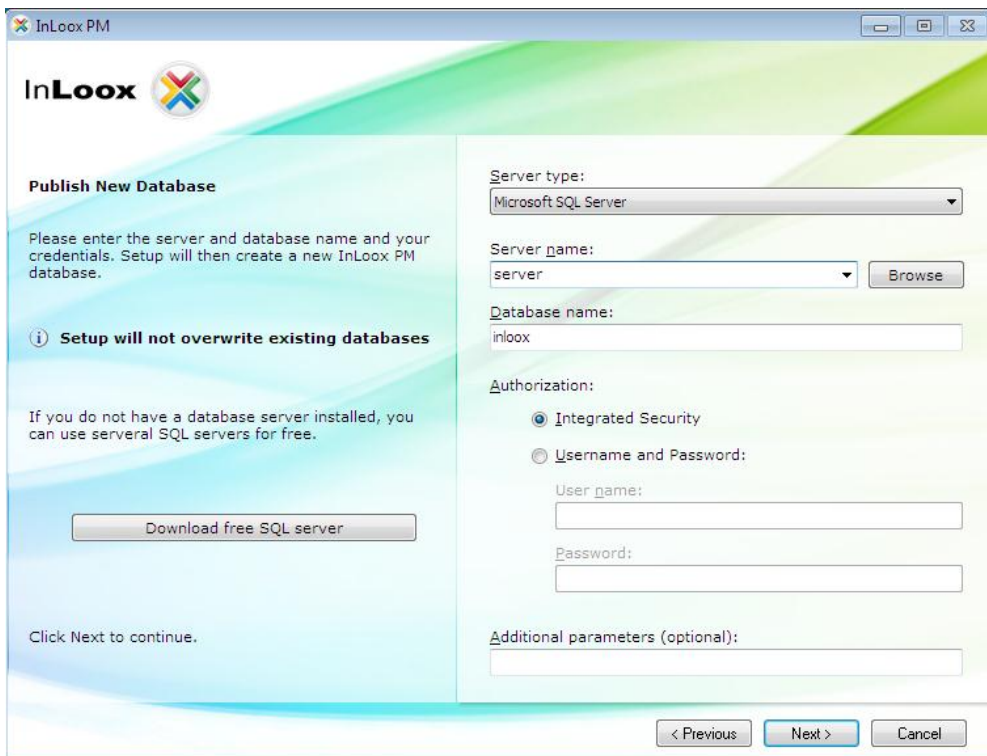 InLoox PM
InLoox
Publish New Database
Please enter the server and database name and your
credentials. Setup will then create a new InLoox PM
database.
Setup will not overwrite existing databases
If you do not have a database server installed, you
can use serveral SQL servers for free.
Download free SQL server
Click Next to continue.
Server type:
Microsoft SQL Server
Server name:
server
Browse
Database name:
inloox
Authorization:
Integrated Security
Username and Password:
User name:
Password:
Additional parameters (optional):
< Previous
Next >
Cancel